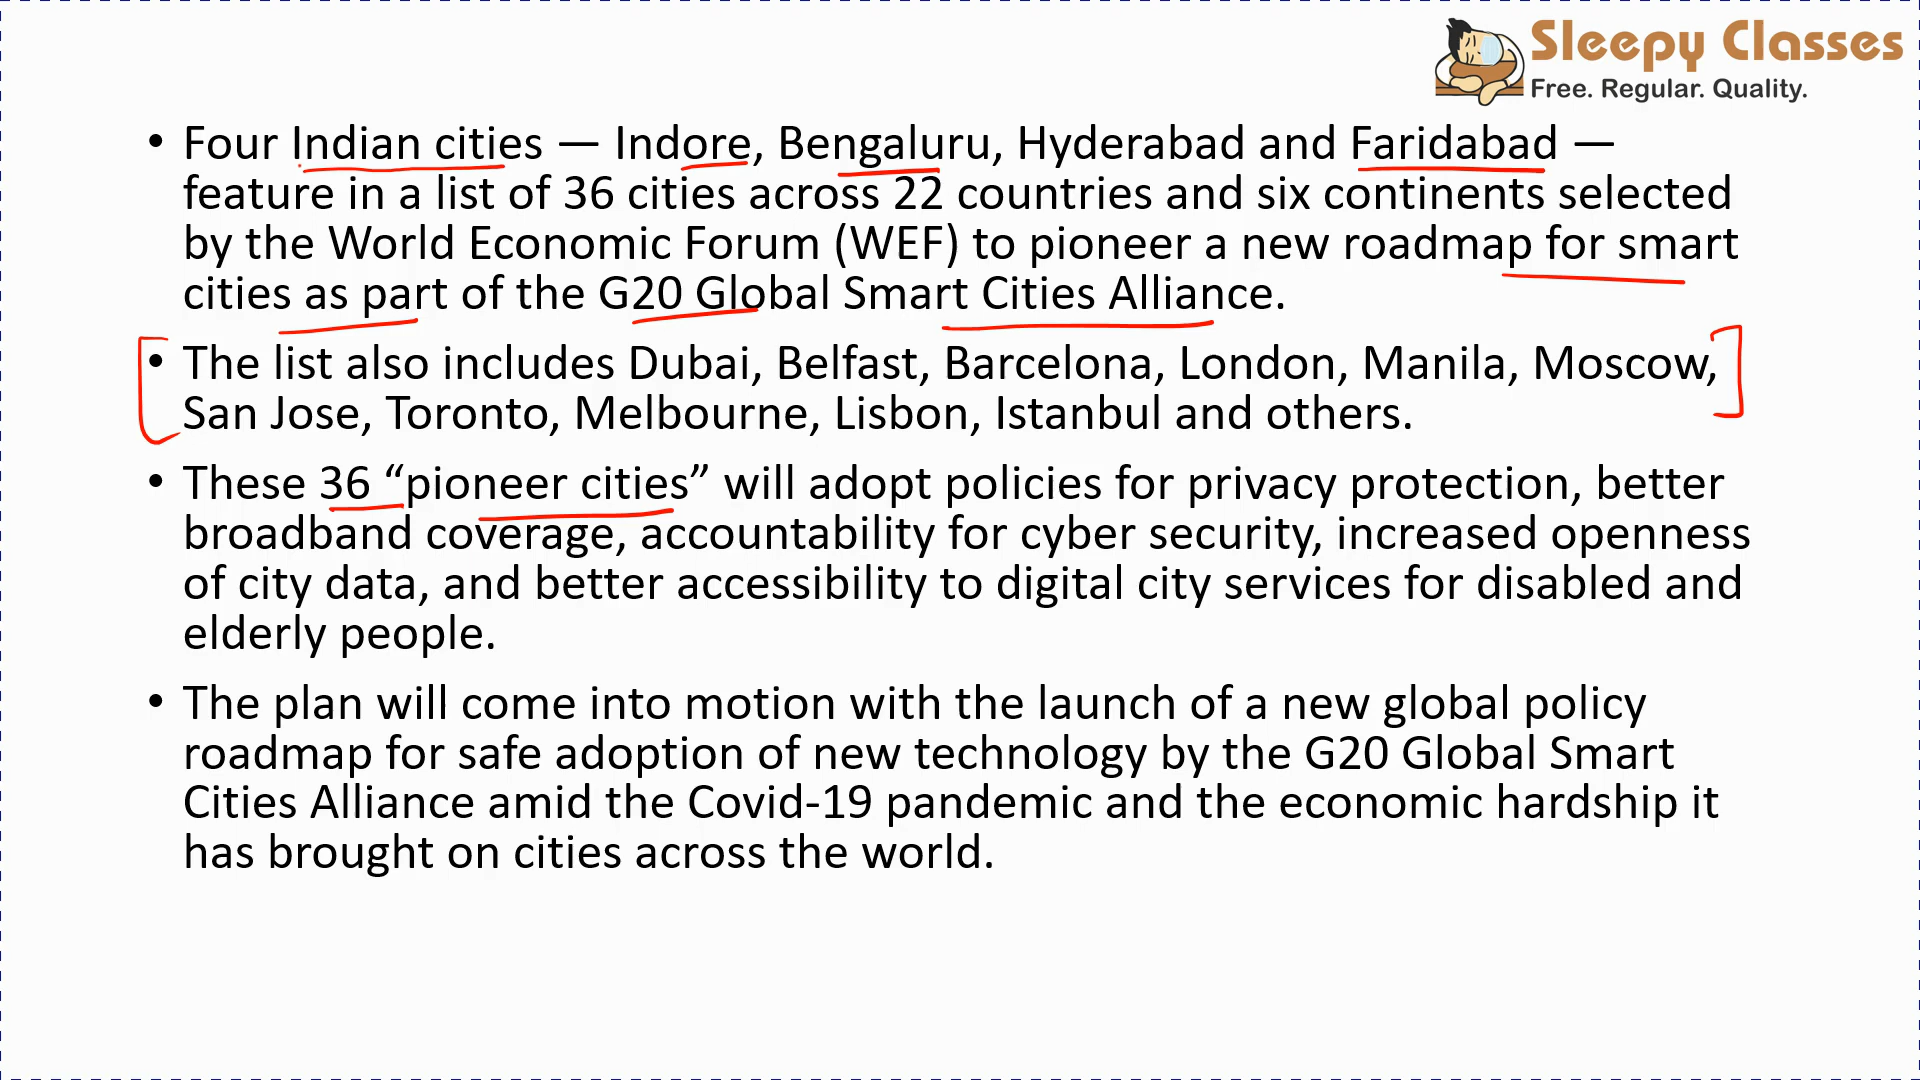 Sleepy Classes
Free. Regular. Quality.
• Four Indian cities — Indore, Bengaluru, Hyderabad and Faridabad —
feature in a list of 36 cities across 22 countries and six continents selected
by the World Economic Forum (WEF) to pioneer a new roadmap for smart
cities as part of the G20 Global Smart Cities Alliance.
• The list also includes Dubai, Belfast, Barcelona, London, Manila, Moscow,
San Jose, Toronto, Melbourne, Lisbon, Istanbul and others.
• These 36 “pioneer cities” will adopt policies for privacy protection, better
broadband coverage, accountability for cyber security, increased openness
of city data, and better accessibility to digital city services for disabled and
elderly people.
• The plan will come into motion with the launch of a new global policy
roadmap for safe adoption of new technology by the G20 Global Smart
Cities Alliance amid the Covid-19 pandemic and the economic hardship it
has brought on cities across the world.